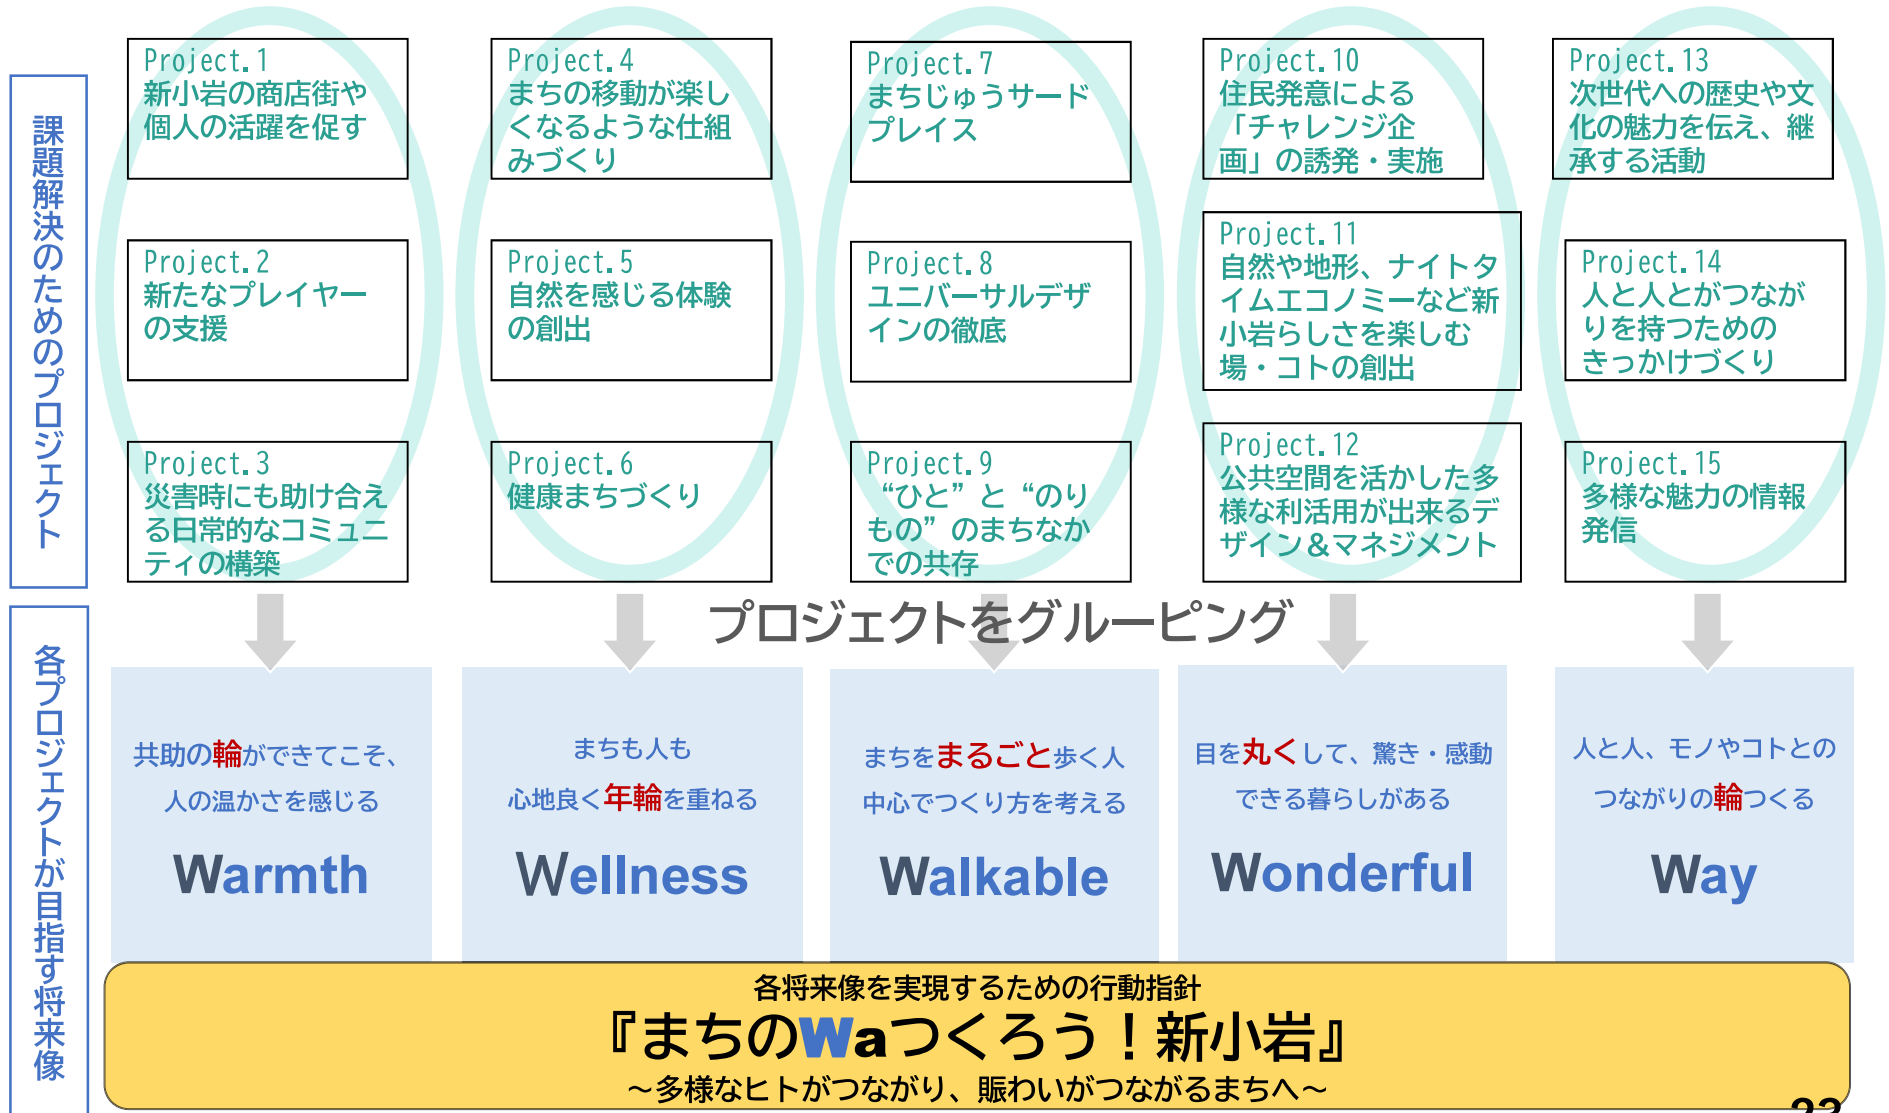 課題解決のためのプロジェクト
Project.1
新小岩の商店街や
個人の活躍を促す
Project.2
新たなプレイヤー
の支援
Project.3
災害時にも助け合え
る日常的なコミュニ
ティの構築
Project.4
まちの移動が楽し
くなるような仕組
みづくり
Project.5
自然を感じる体験
の創出
Project.6
健康まちづくり
Project.7
まちじゅうサード
プレイス
Project.8
ユニバーサルデザ
インの徹底
Project.9
“ひと”と“のり
もの”のまちなか
での共存
Project.10
住民発意による
「チャレンジ企
画」の誘発・実施
Project.11
自然や地形、ナイトタ
イムエコノミーなど新
小岩らしさを楽しむ
場・コトの創出
Project.12
公共空間を活かした多
様な利活用が出来るデ
ザイン＆マネジメント
Project.13
次世代への歴史や文
化の魅力を伝え、継
承する活動
Project.14
人と人とがつなが
りを持つための
きっかけづくり
Project.15
多様な魅力の情報
発信
プロジェクトをグルーピング
各プロジェクトが目指す将来像
共助の輪ができてこそ、
人の温かさを感じる
Warmth
まちも人も
心地良く年輪を重ねる
Wellness
まちをまるごと歩く人
中心でつくり方を考える
Walkable
目を丸くして、驚き・感動
できる暮らしがある
Wonderful
人と人、モノやコトとの
つながりの輪つくる
Way
各将来像を実現するための行動指針
『まちのWaつくろう！新小岩』
～多様なヒトがつながり、賑わいがつながるまちへ～